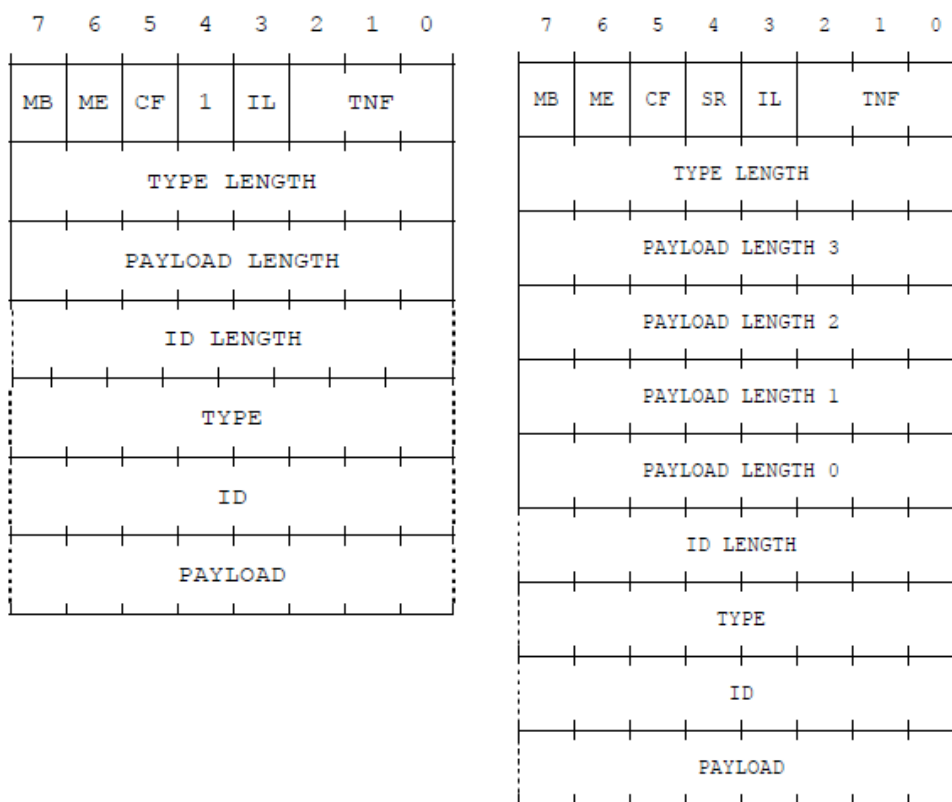 7 6 5 4 3 2 1 0
MB ME CF 1 IL TNF
TYPE LENGTH
PAYLOAD LENGTH
ID LENGTH
TYPE
ID
PAYLOAD
7 6 5 4 3 2 1 0
MB ME CF SR IL TNF
TYPE LENGTH
PAYLOAD LENGTH 3
PAYLOAD LENGTH 2
PAYLOAD LENGTH 1
PAYLOAD LENGTH 0
ID LENGTH
TYPE
ID
PAYLOAD